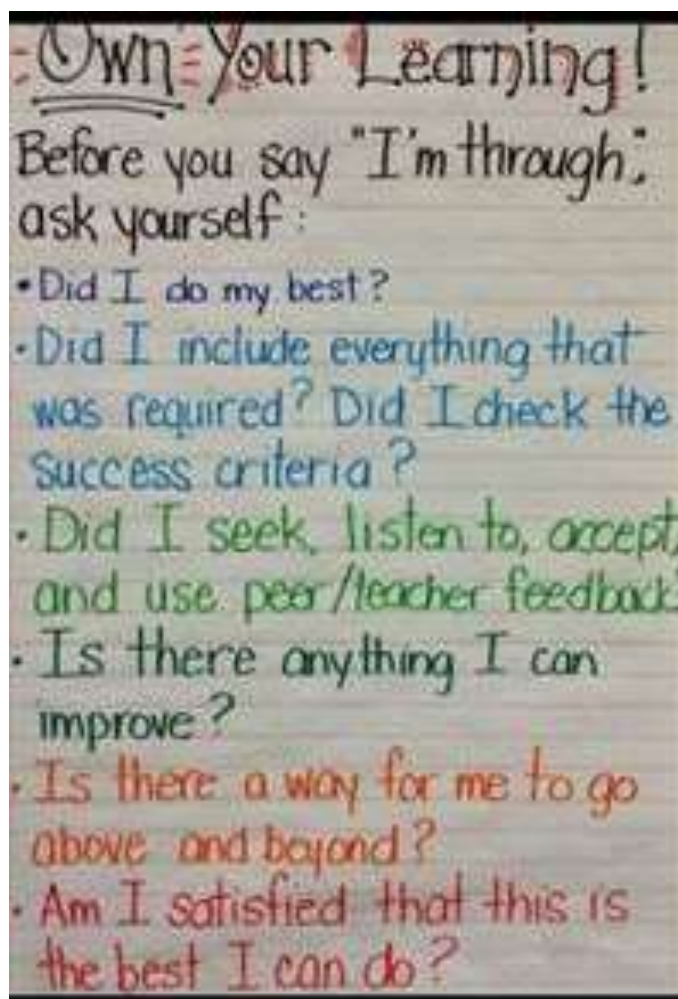 Own Your Learning!
Before you say "I'm through,"
ask yourself:
• Did I do my best?
• Did I include everything that
was required? Did I check the
success criteria?
• Did I seek, listen to, accept,
and use peer/teacher feedback?
• Is there anything I can
improve?
• Is there a way for me to go
above and beyond?
• Am I satisfied that this is
the best I can do?